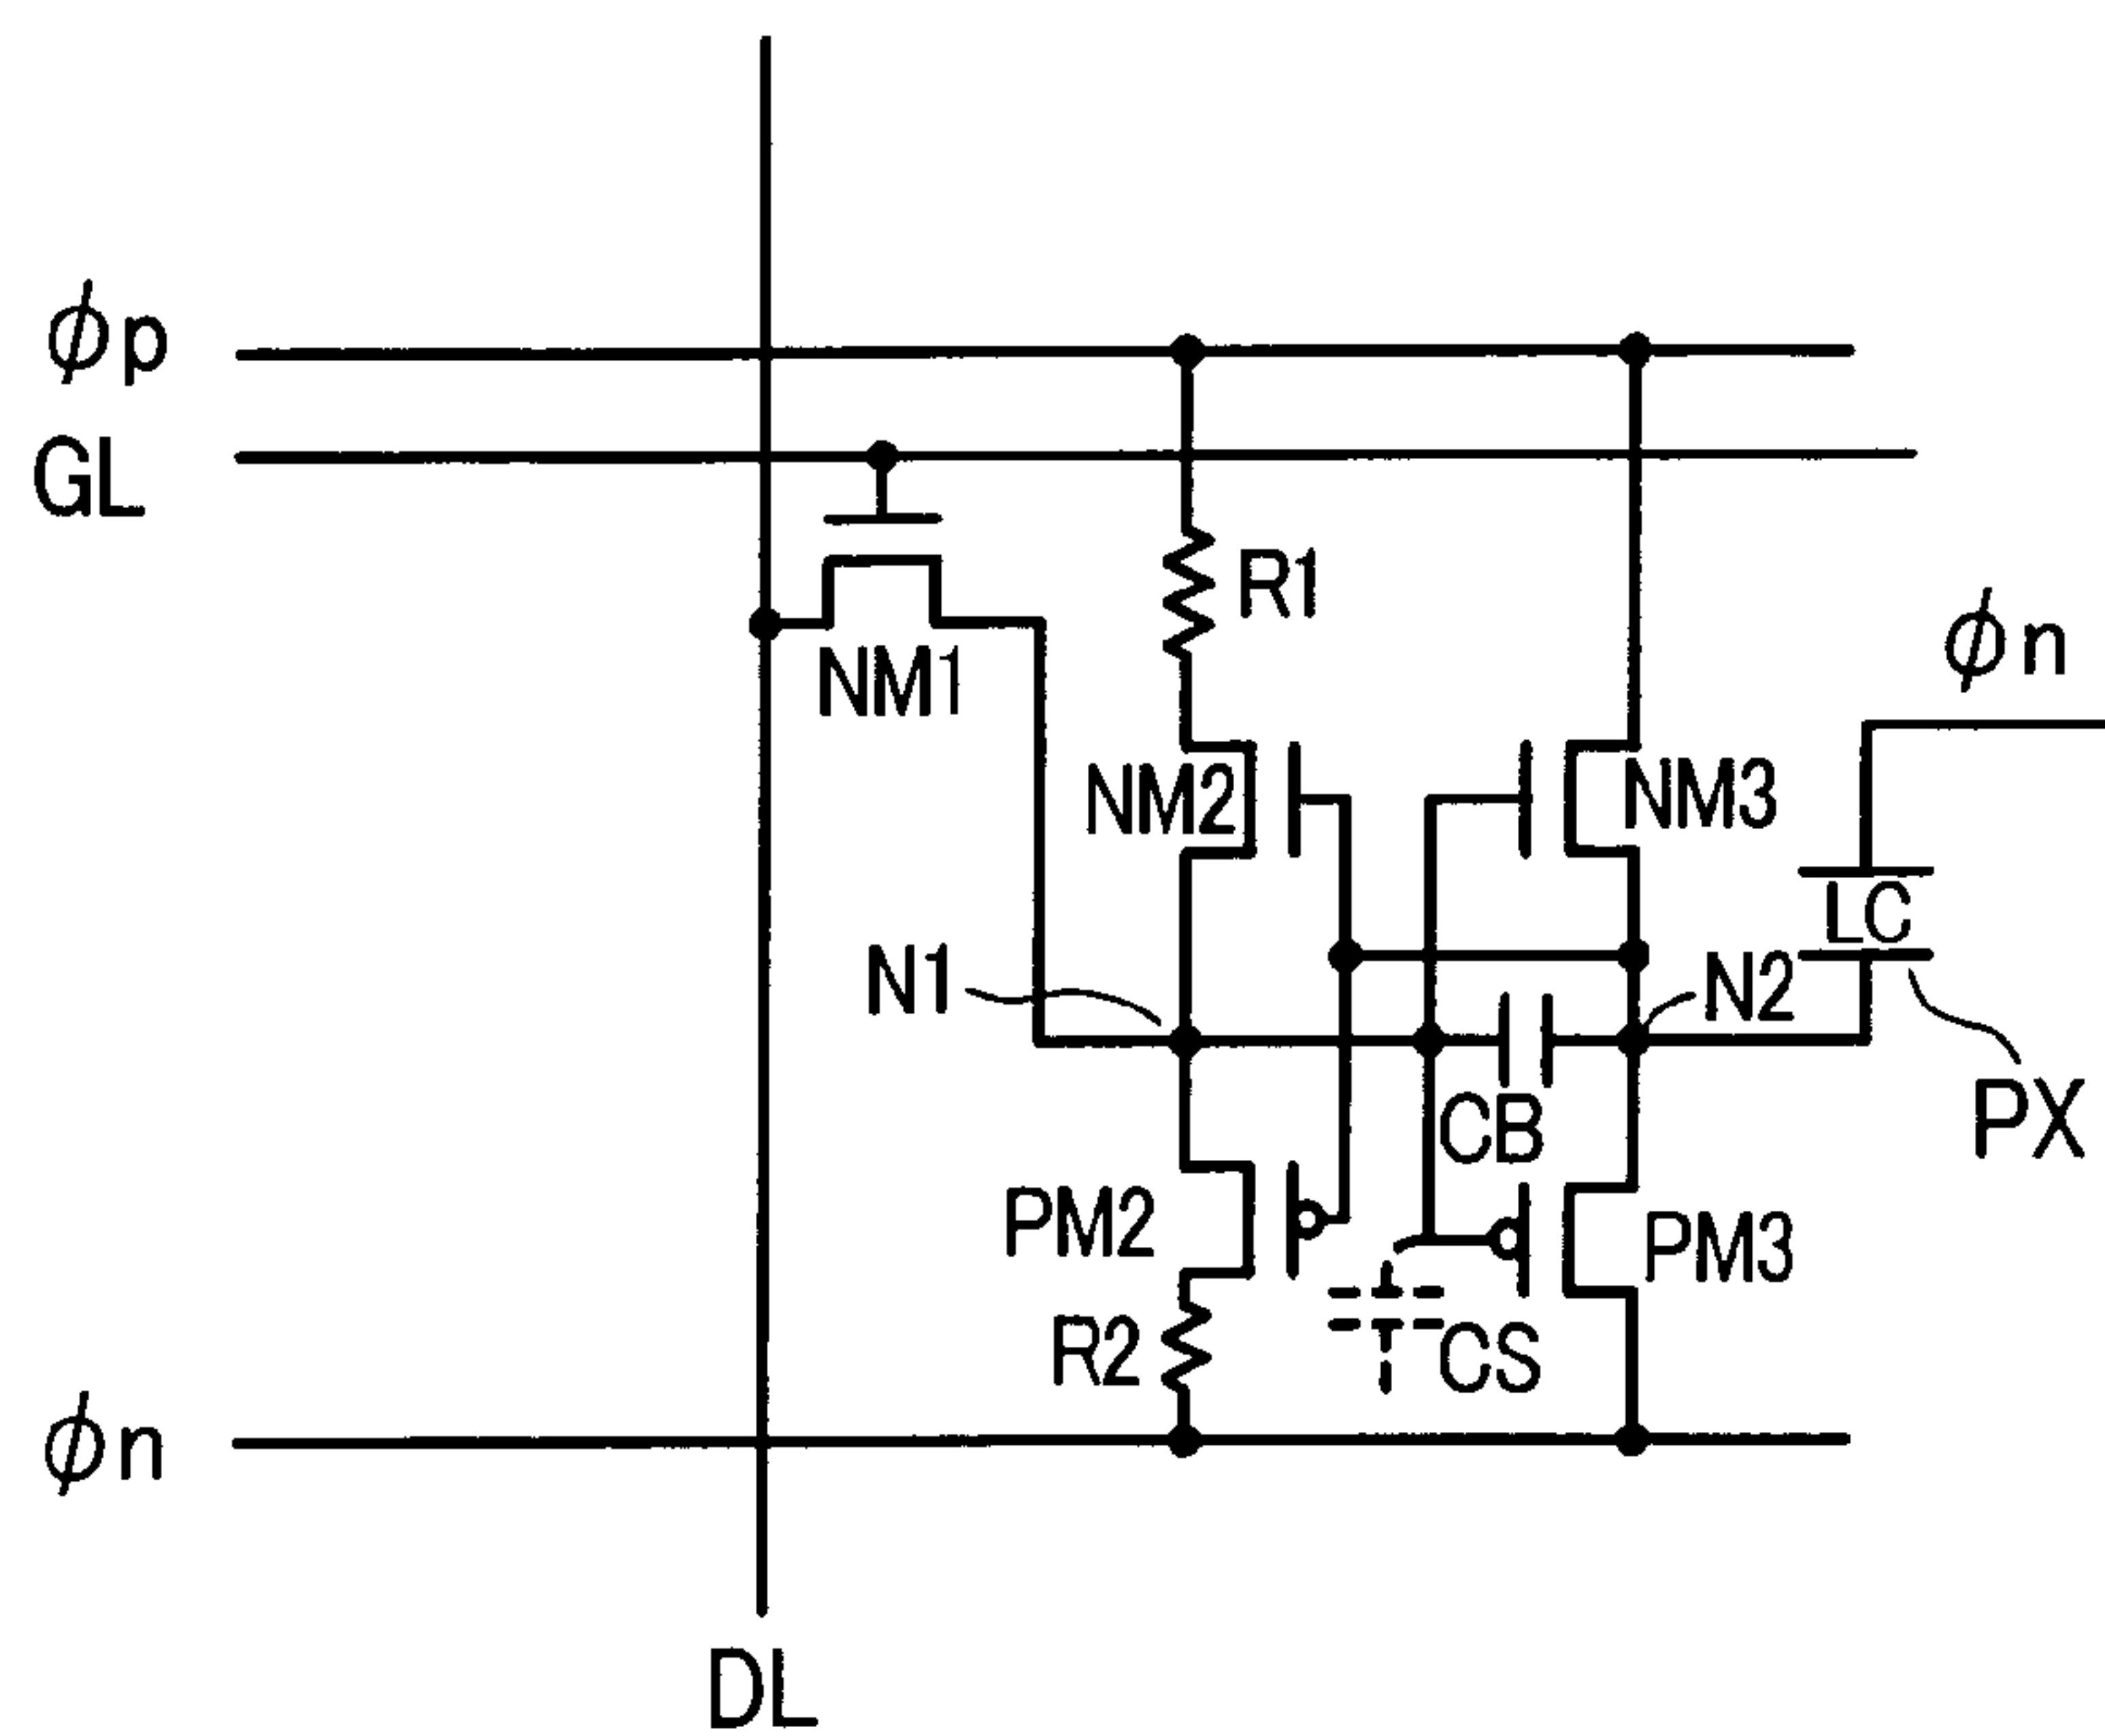 ϕp
GL
R1
ϕn
NM1
NM2
NM3
LC
N1
N2
CB
PX
PM2
PM3
R2
CS
ϕn
DL